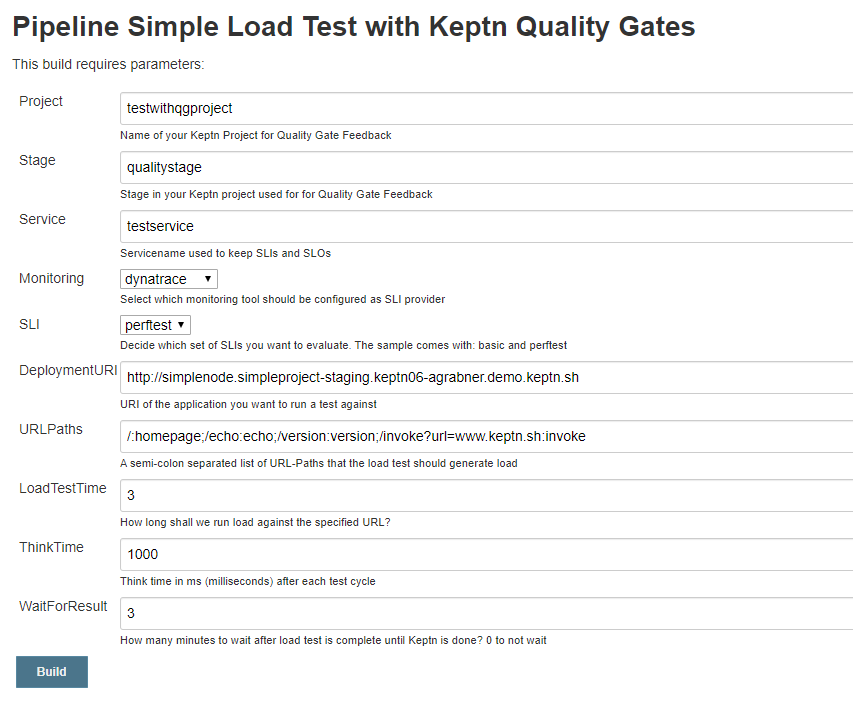 Pipeline Simple Load Test with Keptn Quality Gates
This build requires parameters:
Project
testwithqgproject
Name of your Keptn Project for Quality Gate Feedback
Stage
qualitystage
Stage in your Keptn project used for for Quality Gate Feedback
Service
testservice
Servicename used to keep SLIs and SLOs
Monitoring
dynatrace
Select which monitoring tool should be configured as SLI provider
SLI
perftest
Decide which set of SLIs you want to evaluate. The sample comes with: basic and perftest
DeploymentURI
http://simplenode.simpleproject-staging.keptn06-agrabner.demo.keptn.sh
URI of the application you want to run a test against
URLPaths
/:homepage;/echo:echo;/version:version;/invoke?url=www.keptn.sh:invoke
A semi-colon separated list of URL-Paths that the load test should generate load
LoadTestTime
3
How long shall we run load against the specified URL?
ThinkTime
1000
Think time in ms (milliseconds) after each test cycle
WaitForResult
3
How many minutes to wait after load test is complete until Keptn is done? 0 to not wait
Build